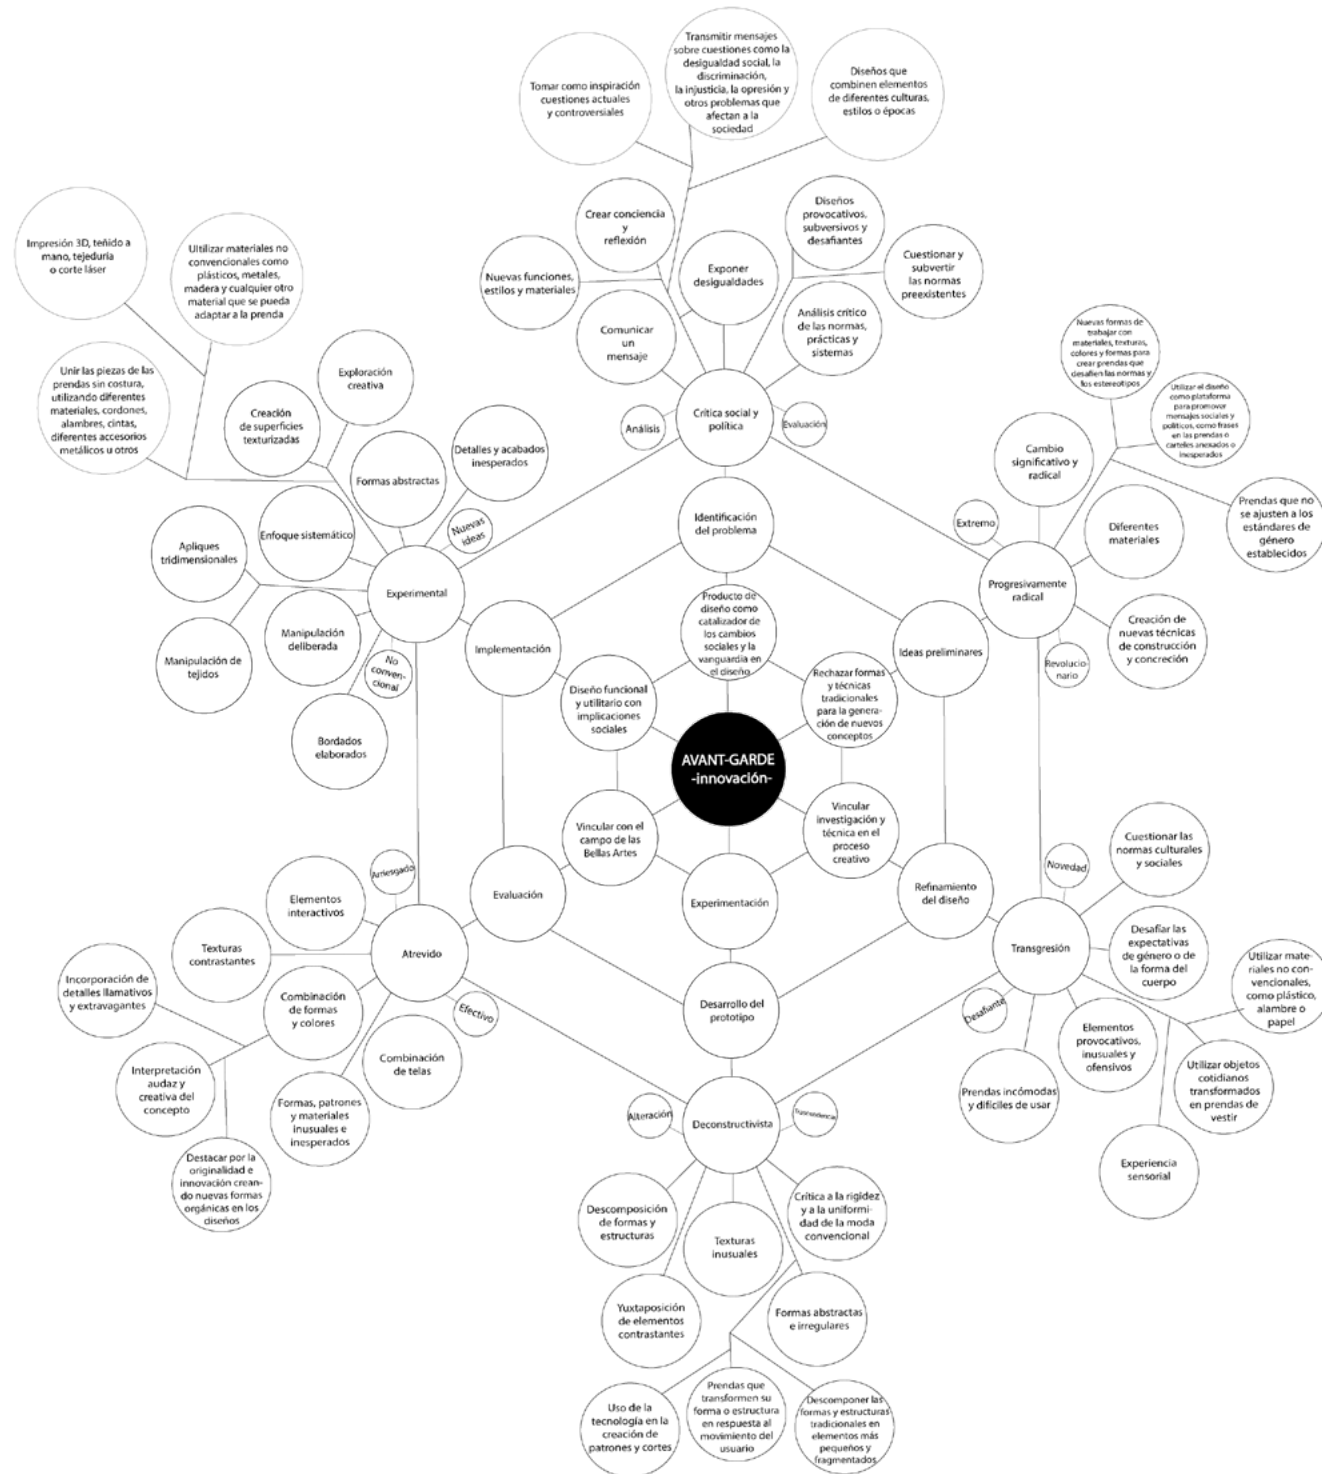 Transmitir mensajes
sobre cuestiones como la
desigualdad social, la
discriminación,
la injusticia, la opresión y
otros problemas que
afectan a la
sociedad
Tomar como inspiración
cuestiones actuales
y controversiales
Diseños que
combinen elementos
de diferentes culturas,
estilos o épocas
Crear conciencia
y
reflexión
Diseños
provocativos,
subversivos y
desafiantes
Nuevas funciones,
estilos y materiales
Exponer
desigualdades
Cuestionar y
subvertir
las normas
preexistentes
Comunicar
un
mensaje
Análisis crítico
de las normas,
prácticas y
sistemas
Crítica social y
política
Análisis
Evaluación
Impresión 3D, teñido a
mano, tejeduría
o corte láser
Ultilizar materiales no
convencionales como
plásticos, metales,
madera y cualquier otro
material que se pueda
adaptar a la prenda
Unir las piezas de las
prendas sin costura,
utilizando diferentes
materiales, cordones,
alambres, cintas,
diferentes accesorios
metálicos u otros
Exploración
creativa
Creación
de superficies
texturizadas
Formas abstractas
Detalles y acabados
inesperados
Enfoque sistemático
Nuevas
ideas
Apliques
tridimensionales
Experimental
Manipulación
deliberada
Manipulación de
tejidos
No
conven-
cional
Bordados
elaborados
Nuevas formas de
trabajar con
materiales, texturas,
colores y formas para
crear prendas que
desafíen las normas y
los estereotipos
Utilizar el diseño
como plataforma
para promover
mensajes sociales y
políticos, como frases
en las prendas o
carteles anexados o
inesperados
Cambio
significativo y
radical
Prendas que no
se ajusten a los
estándares de
género establecidos
Extremo
Diferentes
materiales
Progresivamente
radical
Creación de
nuevas técnicas
de construcción
y concreción
Revolucio-
nario
Identificación
del problema
Implementación
Ideas preliminares
Producto de
diseño como
catalizador de
los cambios
sociales y la
vanguardia en
el diseño
Diseño funcional
y utilitario con
implicaciones
sociales
Rechazar formas
y técnicas
tradicionales
para la genera-
ción de nuevos
conceptos
AVANT-GARDE
-innovación-
Vincular con el
campo de las
Bellas Artes
Vincular
investigación y
técnica en el
proceso
creativo
Experimentación
Evaluación
Refinamiento
del diseño
Desarrollo del
prototipo
Arriesgado
Elementos
interactivos
Texturas
contrastantes
Atrevido
Incorporación de
detalles llamativos
y extravagantes
Combinación
de formas
y colores
Efectivo
Combinación
de telas
Interpretación
audaz y
creativa del
concepto
Formas, patrones
y materiales
inusuales e
inesperados
Destacar por la
originalidad e
innovación crean-
do nuevas formas
orgánicas en los
diseños
Cuestionar las
normas culturales
y sociales
Novedad
Transgresión
Desafiar las
expectativas
de género o de
la forma del
cuerpo
Utilizar mate-
riales no con-
vencionales,
como plástico,
alambre o
papel
Desafiante
Elementos
provocativos,
inusuales y
ofensivos
Utilizar objetos
cotidianos
transformados
en prendas de
vestir
Prendas incómodas
y difíciles de usar
Experiencia
sensorial
Alteración
Deconstructivista
Descomposición
de formas y
estructuras
Texturas
inusuales
Crítica a la rigidez
y a la uniformi-
dad de la moda
convencional
Yuxtaposición
de elementos
contrastantes
Formas abstractas
e irregulares
Uso de la
tecnología en la
creación de
patrones y cortes
Prendas que
transformen su
forma o estructura
en respuesta al
movimiento del
usuario
Descomponer las
formas y estructuras
tradicionales en
elementos más
pequeños y
fragmentados